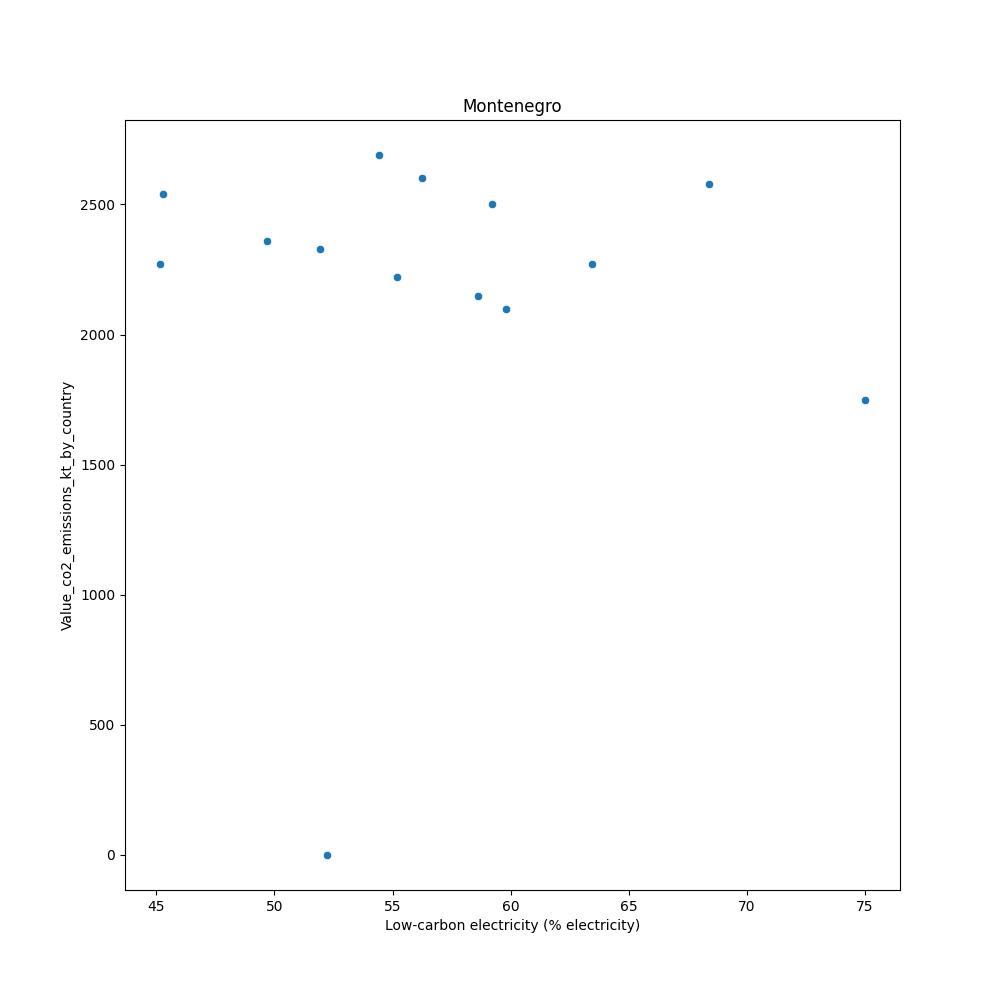 Montenegro
Value_co2_emissions_kt_by_country
2500
2000
1500
1000
500
0
45 50 55 60 65 70 75
Low-carbon electricity (% electricity)